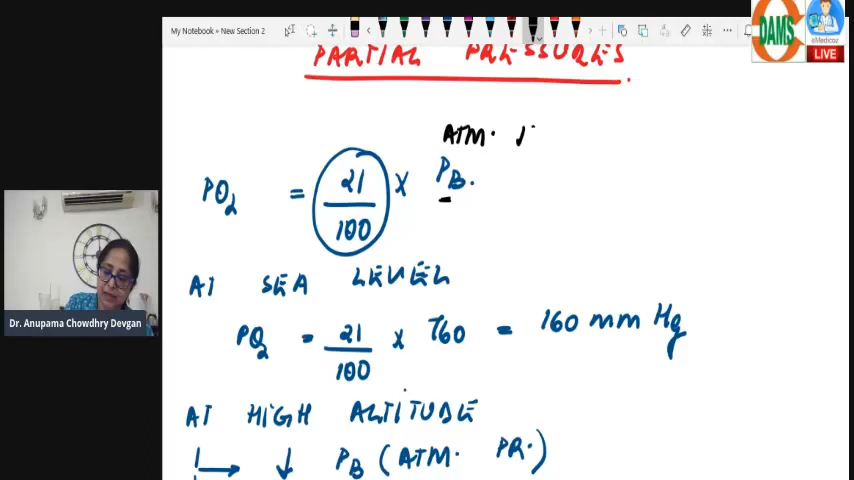 My Notebook » New Section 2
DAMS
eMedicoz
LIVE
PARTIAL PRESSURES
ATM.
PO2 = 21/100 × PB.
AT SEA LEVEL
PO2 = 21/100 × 760 = 160 mm Hg
AT HIGH ALTITUDE
↓ PB (ATM. PR.)
Dr. Anupama Chowdhry Devgan